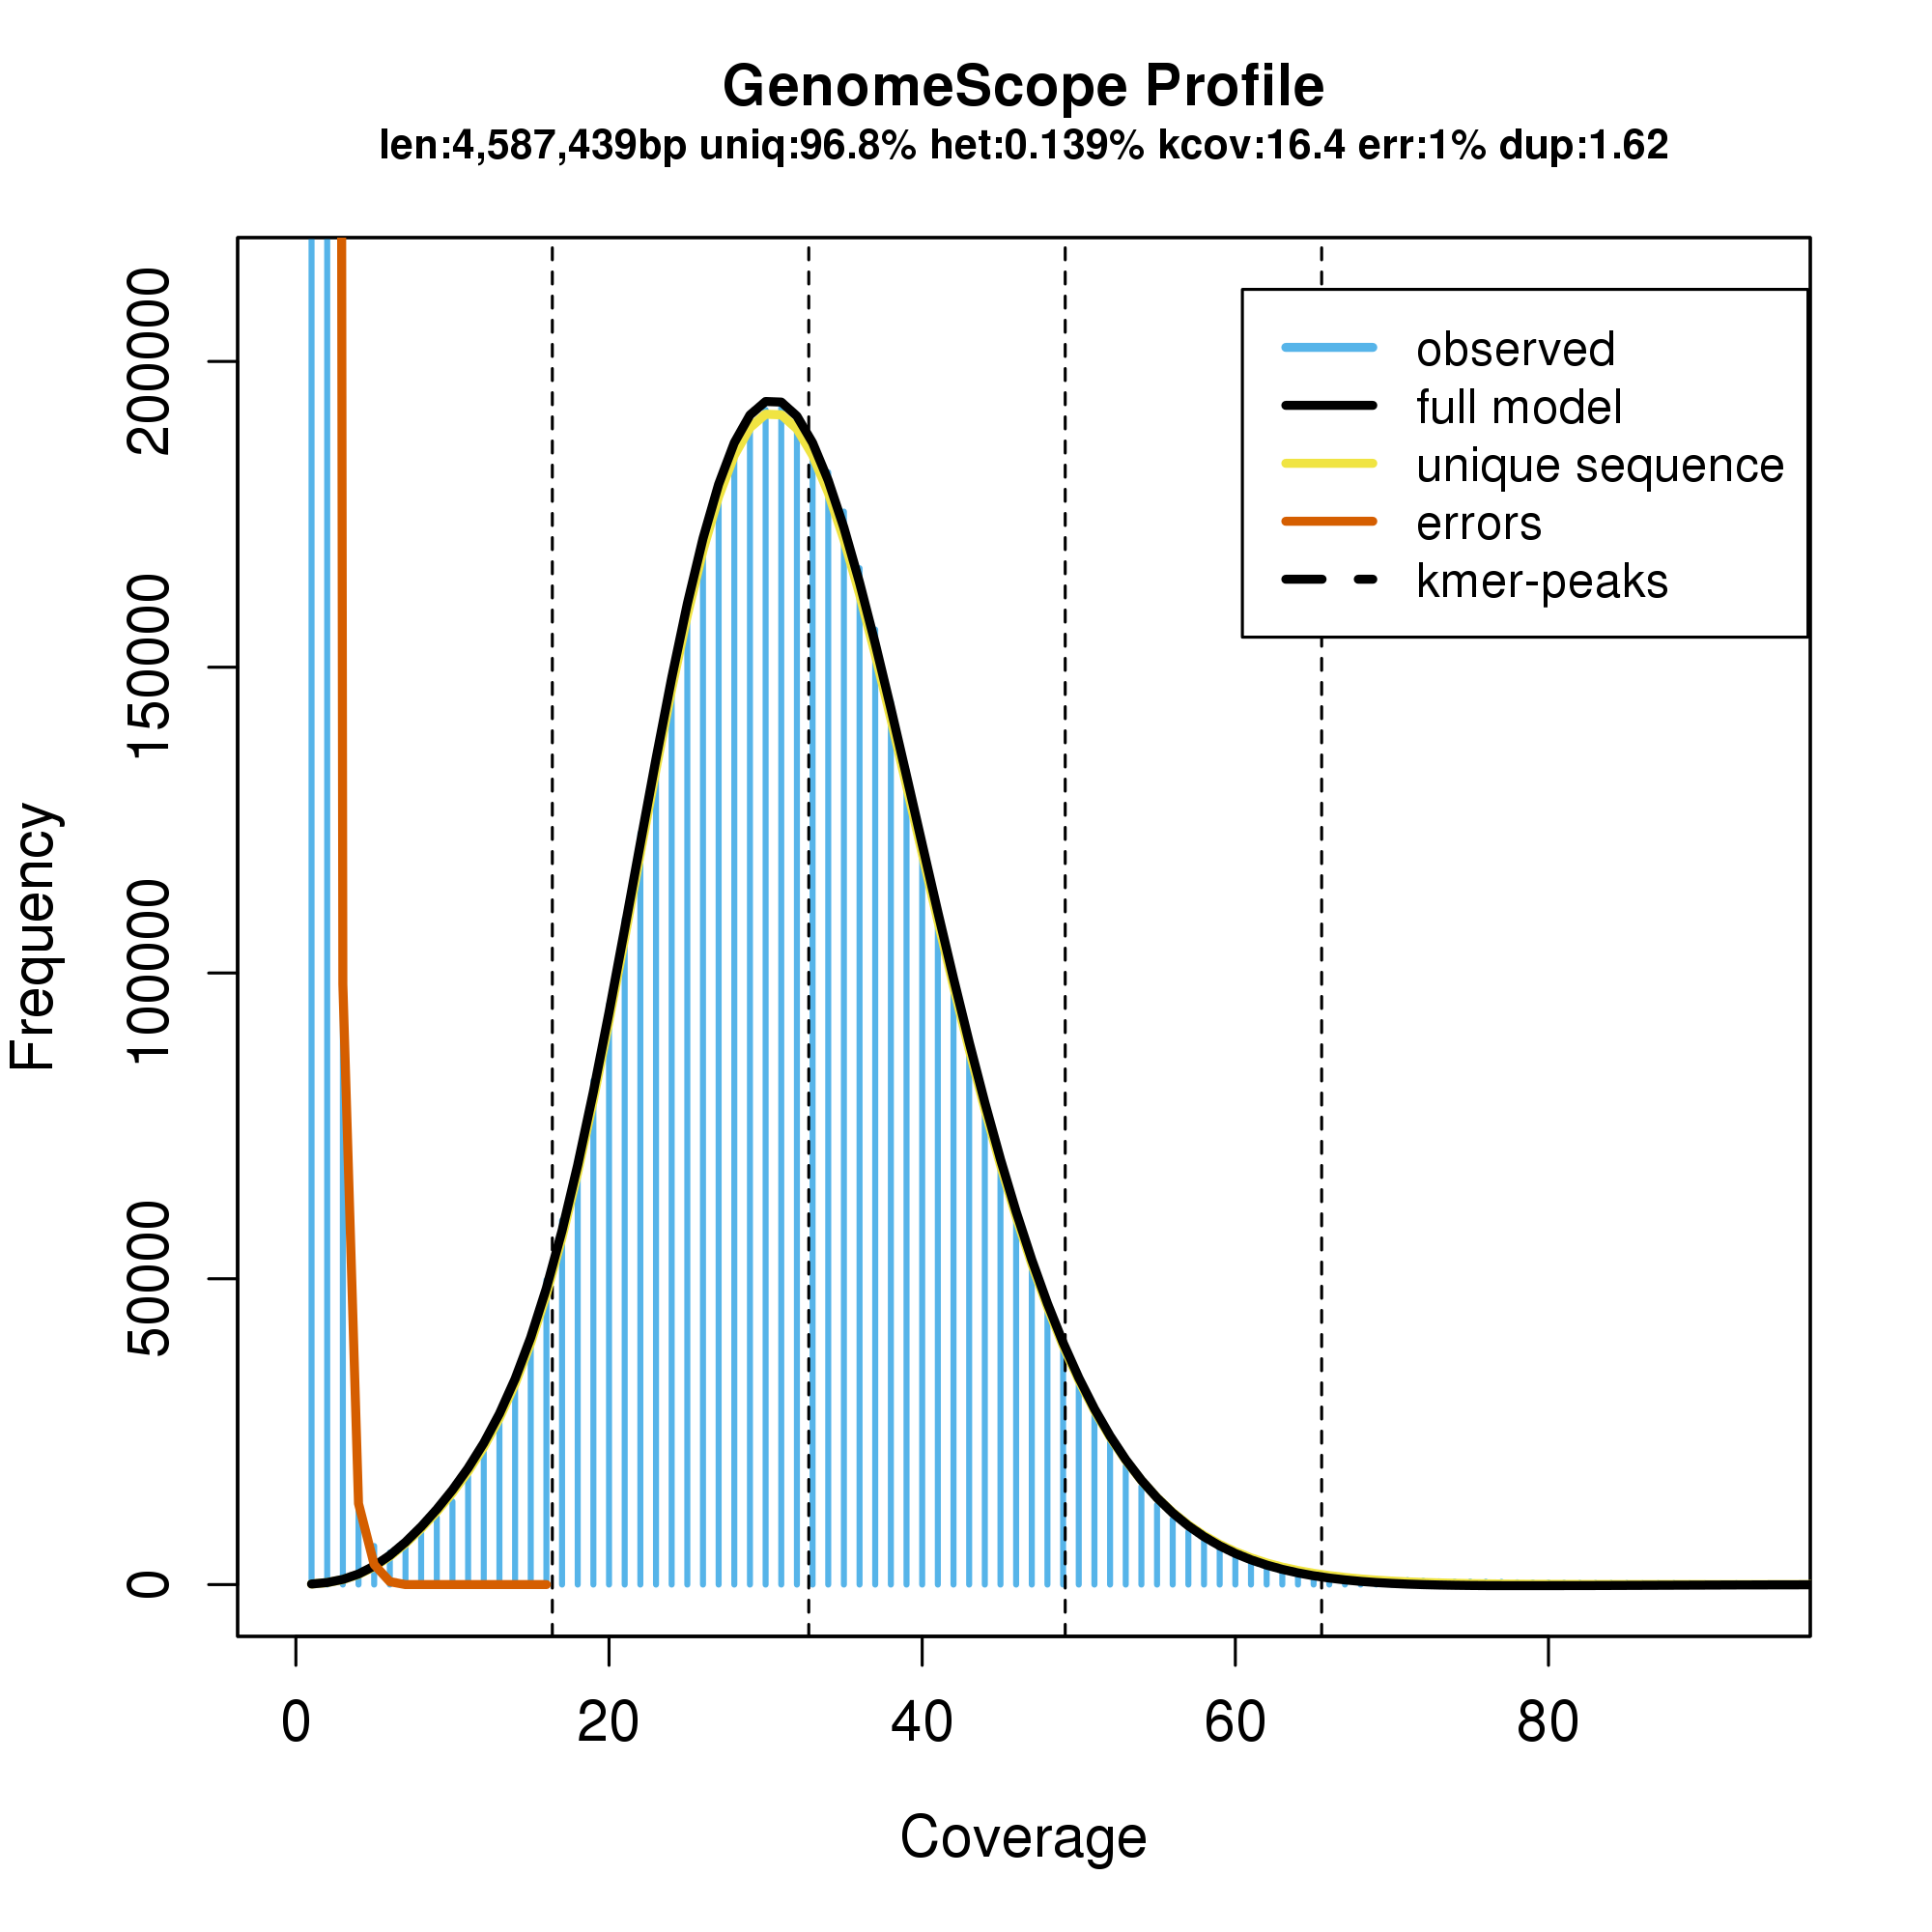 GenomeScope Profile
len:4,587,439bp uniq:96.8% het:0.139% kcov:16.4 err:1% dup:1.62
observed
full model
unique sequence
errors
kmer-peaks
Frequency
200000
150000
100000
50000
0
0 20 40 60 80
Coverage